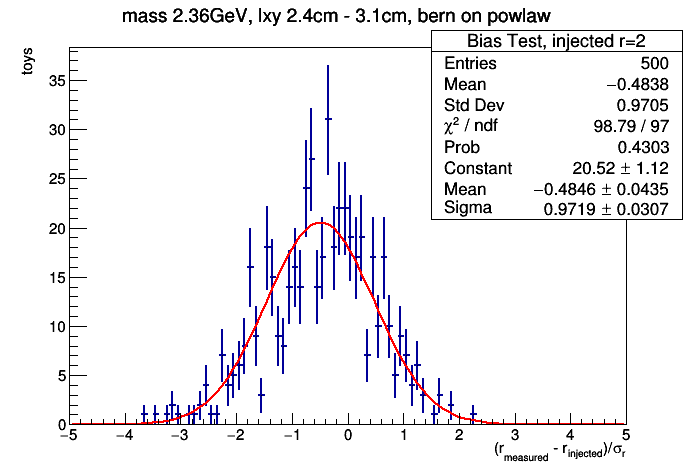 mass 2.36GeV, lxy 2.4cm - 3.1cm, bern on powlaw
Bias Test, injected r=2
Entries 500
Mean −0.4838
Std Dev 0.9705
χ² / ndf 98.79 / 97
Prob 0.4303
Constant 20.52 ± 1.12
Mean −0.4846 ± 0.0435
Sigma 0.9719 ± 0.0307
toys
35
30
25
20
15
10
5
0
−5 −4 −3 −2 −1 0 1 2 3 4 5
(r_measured - r_injected)/σ_r